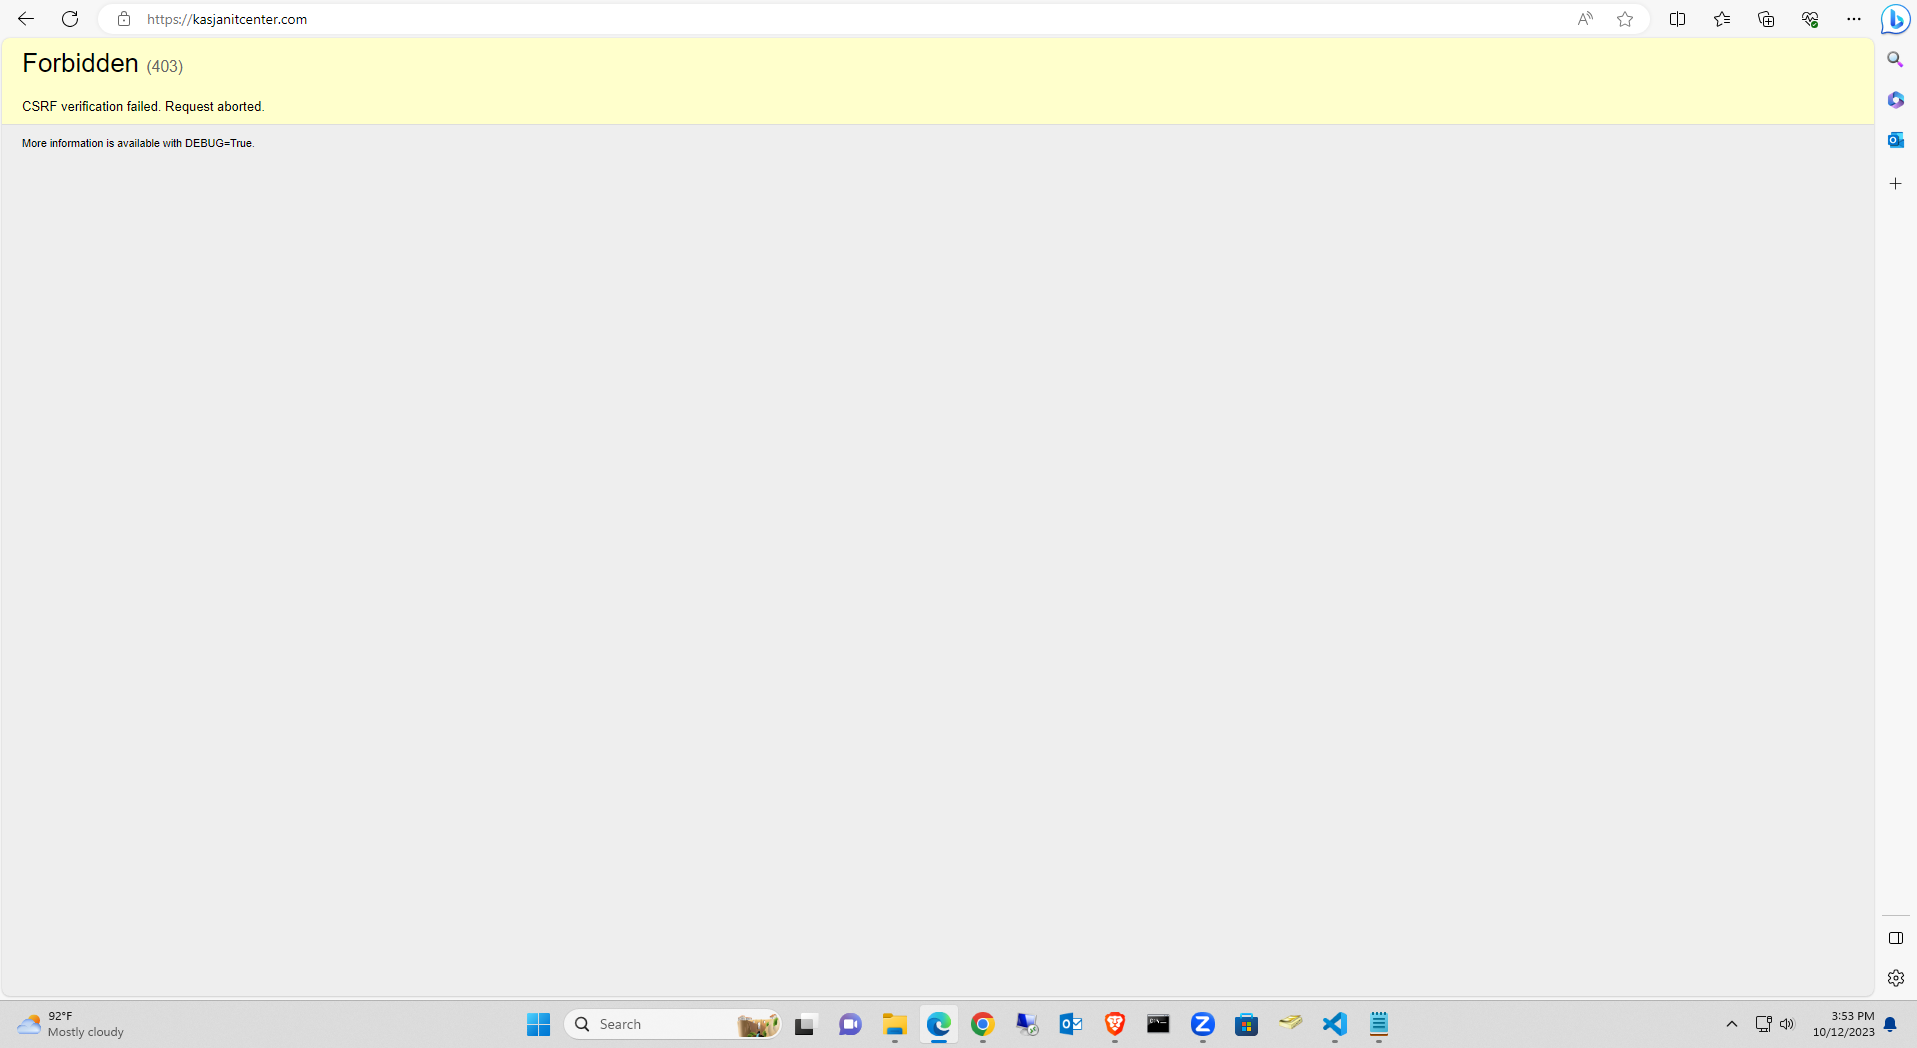 https://kasjanitcenter.com
Forbidden (403)
CSRF verification failed. Request aborted.
More information is available with DEBUG=True.
92°F
Mostly cloudy
Search
3:53 PM
10/12/2023